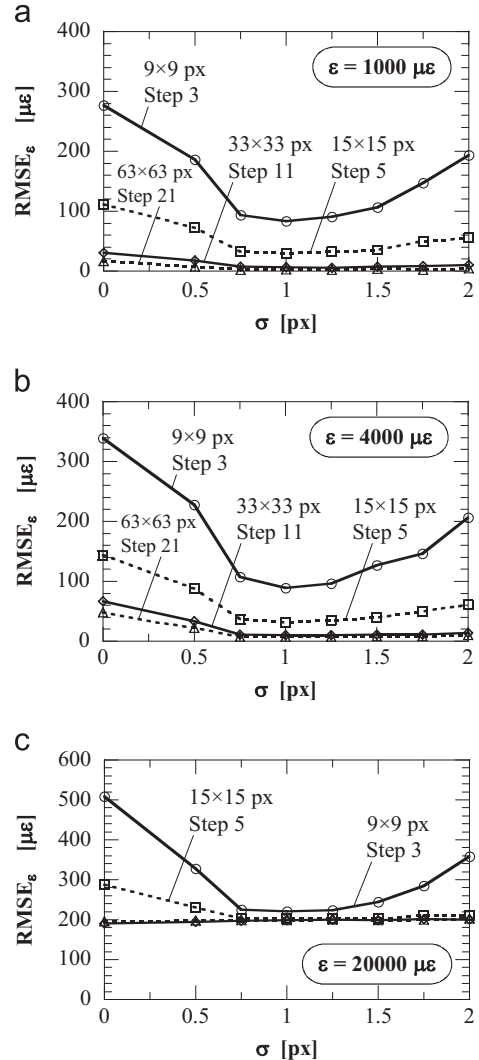 a
400
300
200
100
0
RMSEε [με]
ε = 1000 με
9×9 px
Step 3
33×33 px
Step 11
15×15 px
Step 5
63×63 px
Step 21
0 0.5 1 1.5 2
σ [px]
b
400
300
200
100
0
RMSEε [με]
ε = 4000 με
9×9 px
Step 3
33×33 px
Step 11
15×15 px
Step 5
63×63 px
Step 21
0 0.5 1 1.5 2
σ [px]
c
600
500
400
300
200
100
0
RMSEε [με]
15×15 px
Step 5
9×9 px
Step 3
ε = 20000 με
0 0.5 1 1.5 2
σ [px]